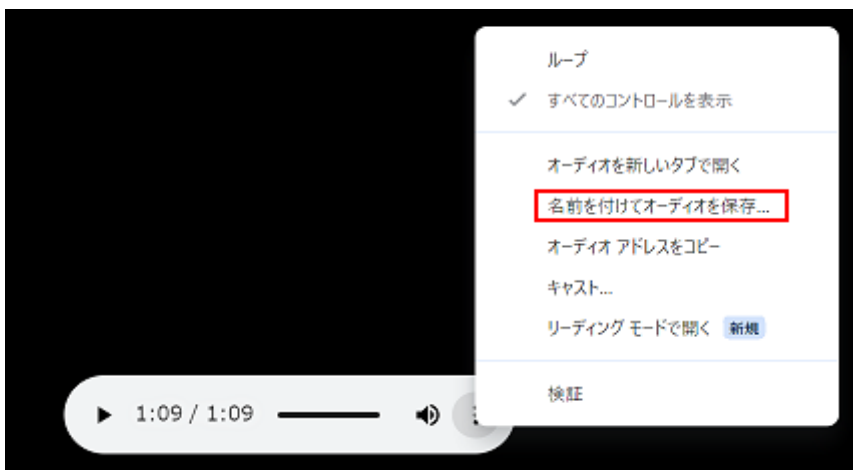 ループ
すべてのコントロールを表示
オーディオを新しいタブで開く
名前を付けてオーディオを保存...
オーディオ アドレスをコピー
キャスト...
リーディング モードで開く 新規
検証
1:09 / 1:09